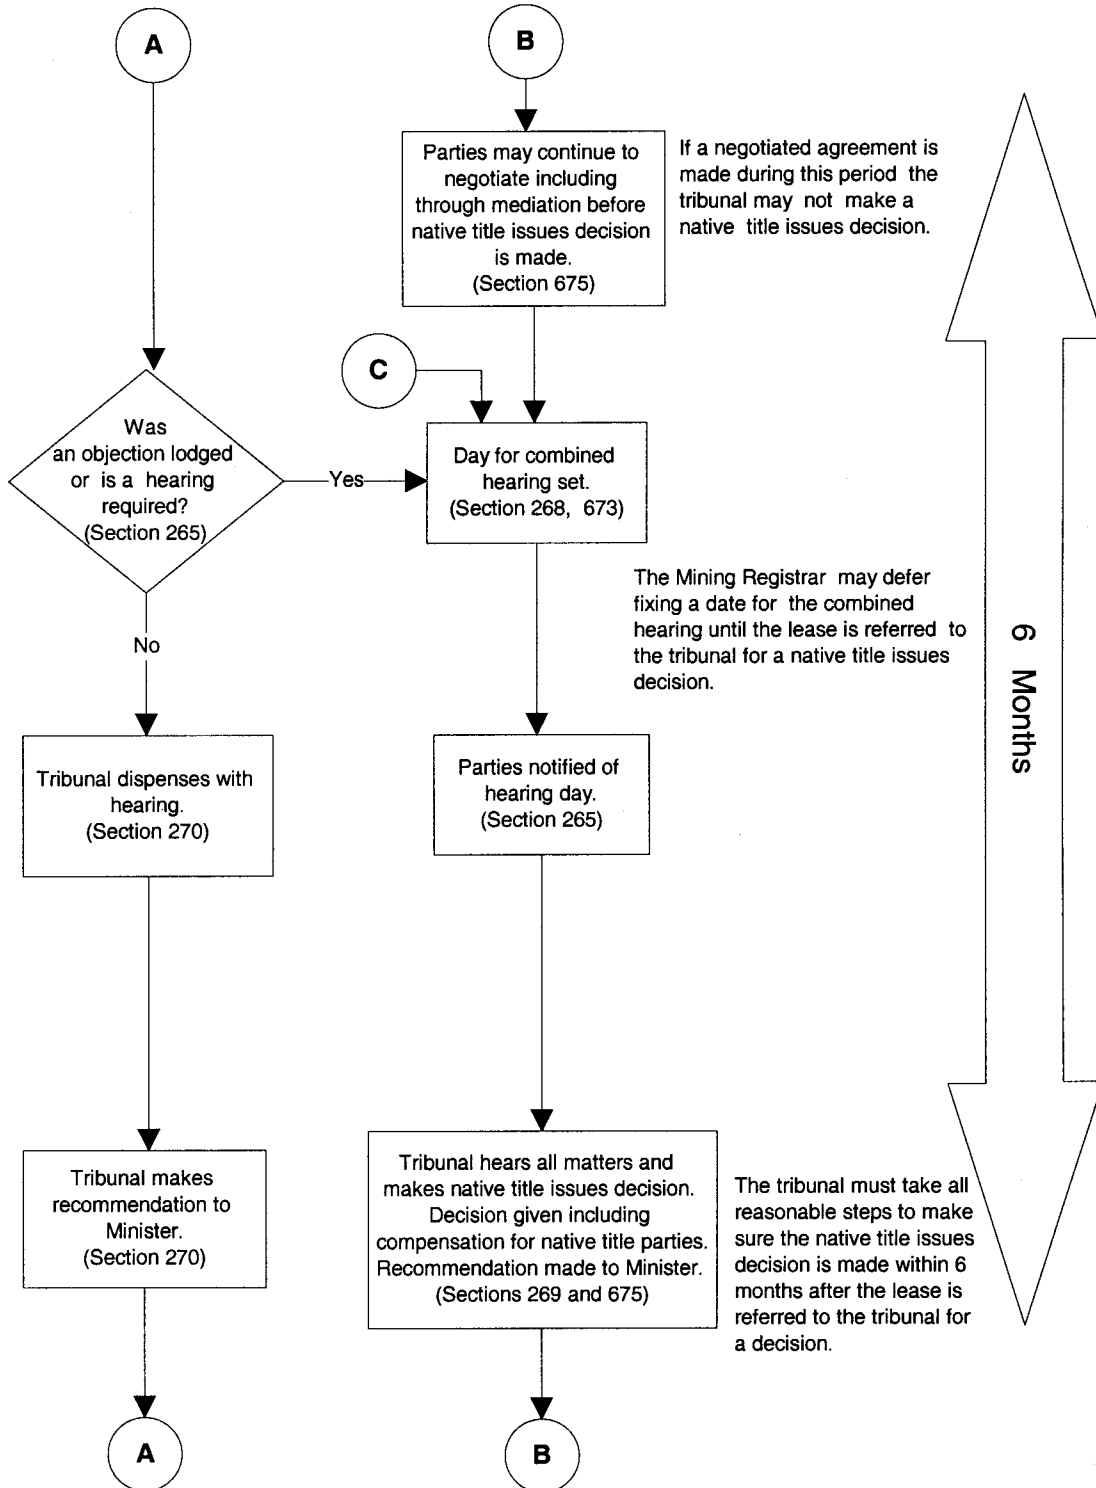 A
B
Parties may continue to
negotiate including
through mediation before
native title issues decision
is made.
(Section 675)
If a negotiated agreement is
made during this period the
tribunal may not make a
native title issues decision.
C
Was
an objection lodged
or is a hearing
required?
(Section 265)
Yes
Day for combined
hearing set.
(Section 268, 673)
The Mining Registrar may defer
fixing a date for the combined
hearing until the lease is referred to
the tribunal for a native title issues
decision.
6 Months
No
Tribunal dispenses with
hearing.
(Section 270)
Parties notified of
hearing day.
(Section 265)
Tribunal makes
recommendation to
Minister.
(Section 270)
Tribunal hears all matters and
makes native title issues decision.
Decision given including
compensation for native title parties.
Recommendation made to Minister.
(Sections 269 and 675)
The tribunal must take all
reasonable steps to make
sure the native title issues
decision is made within 6
months after the lease is
referred to the tribunal for
a decision.
A
B